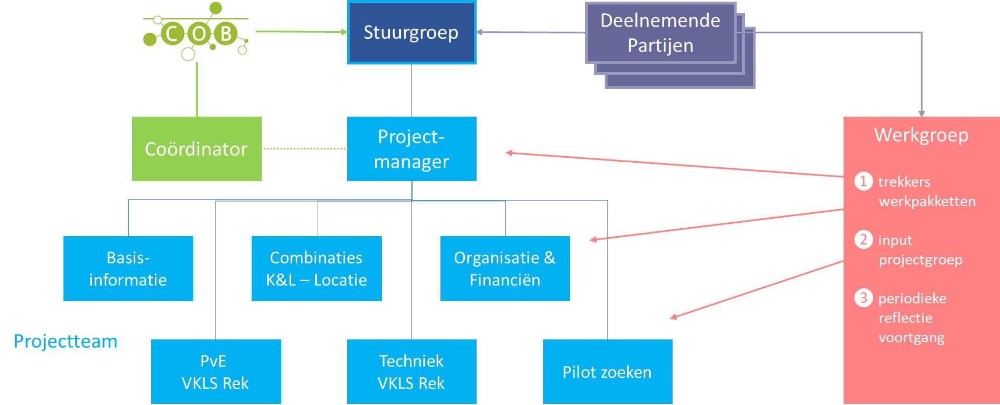 COB
Stuurgroep
Deelnemende
Partijen
Coördinator
Project-
manager
Werkgroep
1 trekkers
werkpakketten
2 input
projectgroep
3 periodieke
reflectie
voortgang
Basis-
informatie
Combinaties
K&L – Locatie
Organisatie &
Financiën
Projectteam
PvE
VKLS Rek
Techniek
VKLS Rek
Pilot zoeken